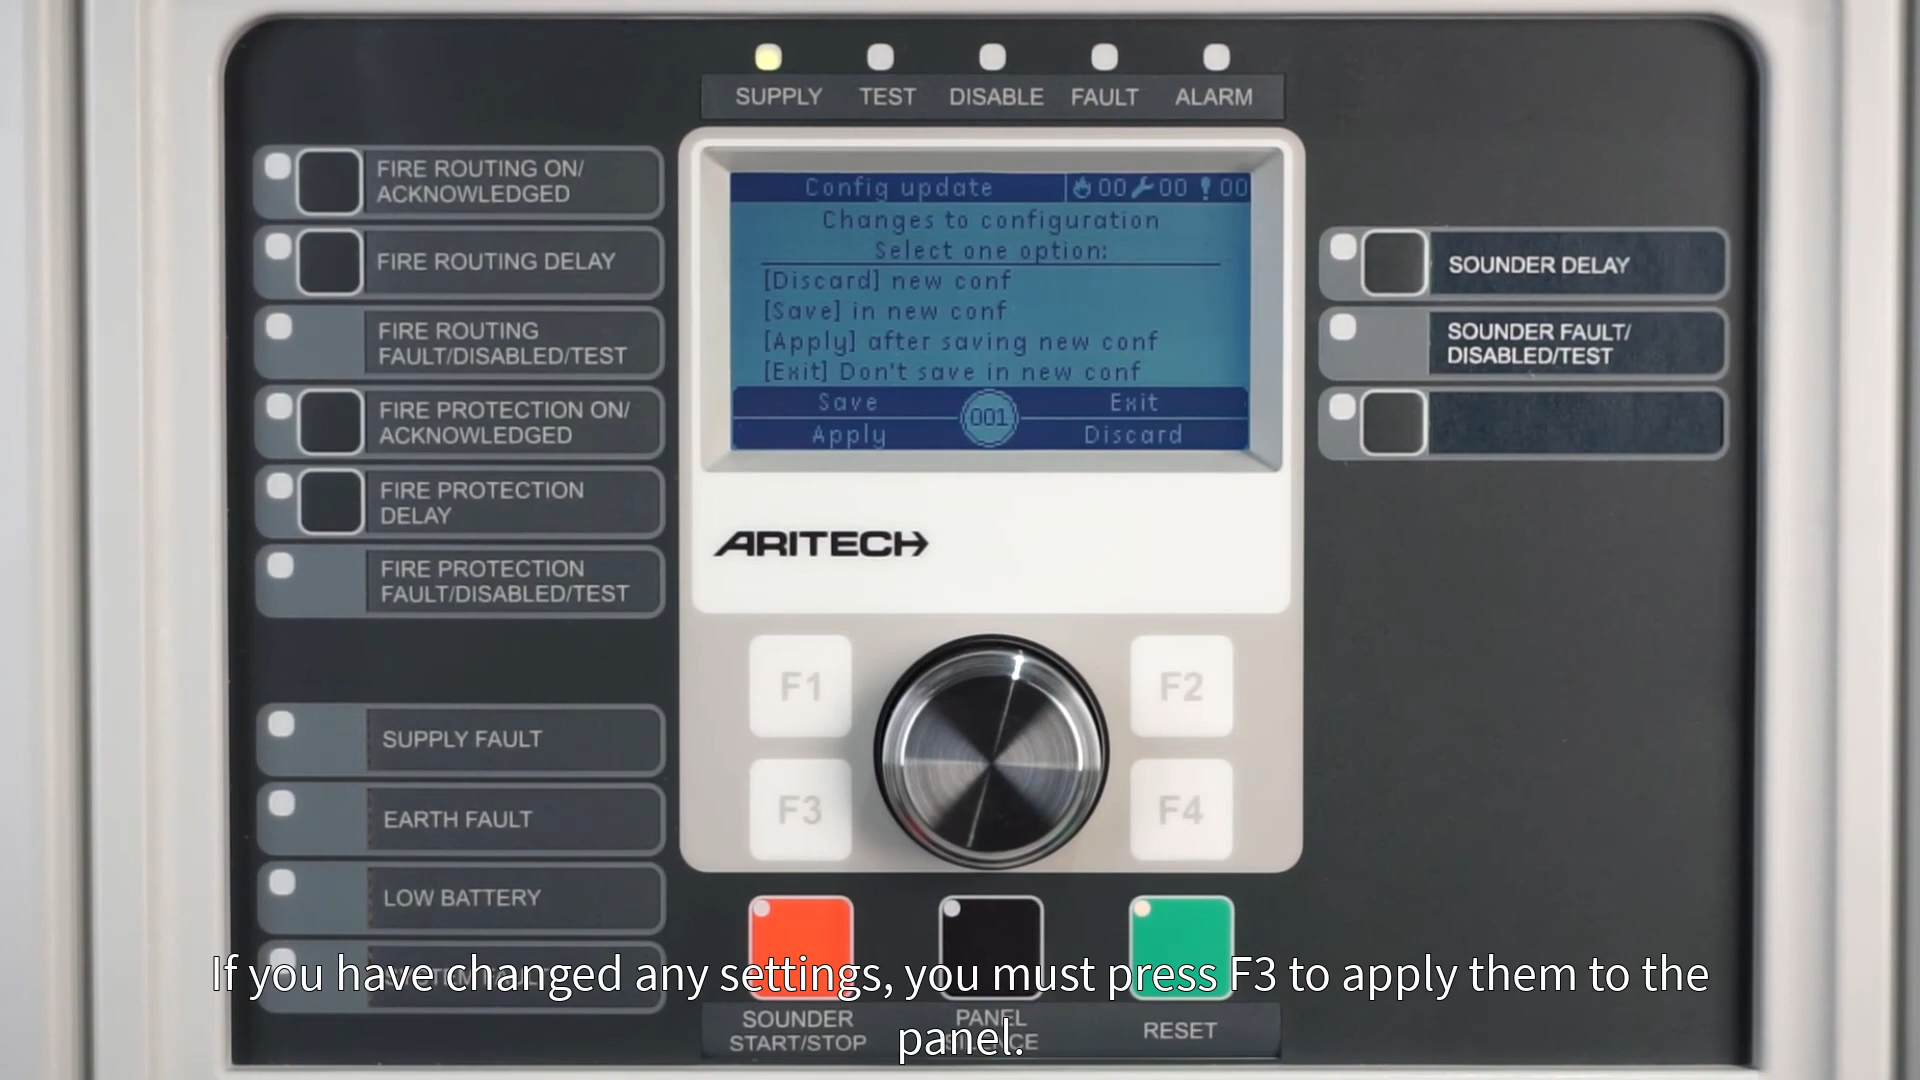 SUPPLY TEST DISABLE FAULT ALARM
FIRE ROUTING ON/
ACKNOWLEDGED
FIRE ROUTING DELAY
FIRE ROUTING
FAULT/DISABLED/TEST
FIRE PROTECTION ON/
ACKNOWLEDGED
FIRE PROTECTION
DELAY
FIRE PROTECTION
FAULT/DISABLED/TEST
SUPPLY FAULT
EARTH FAULT
LOW BATTERY
Config update 00 00 00
Changes to configuration
Select one option:
[Discard] new conf
[Save] in new conf
[Apply] after saving new conf
[Exit] Don't save in new conf
Save Exit
001
Apply Discard
ARITECH
F1 F2
F3 F4
SOUNDER DELAY
SOUNDER FAULT/
DISABLED/TEST
SOUNDER
START/STOP
PANEL
RESET
If you have changed any settings, you must press F3 to apply them to the
panel.